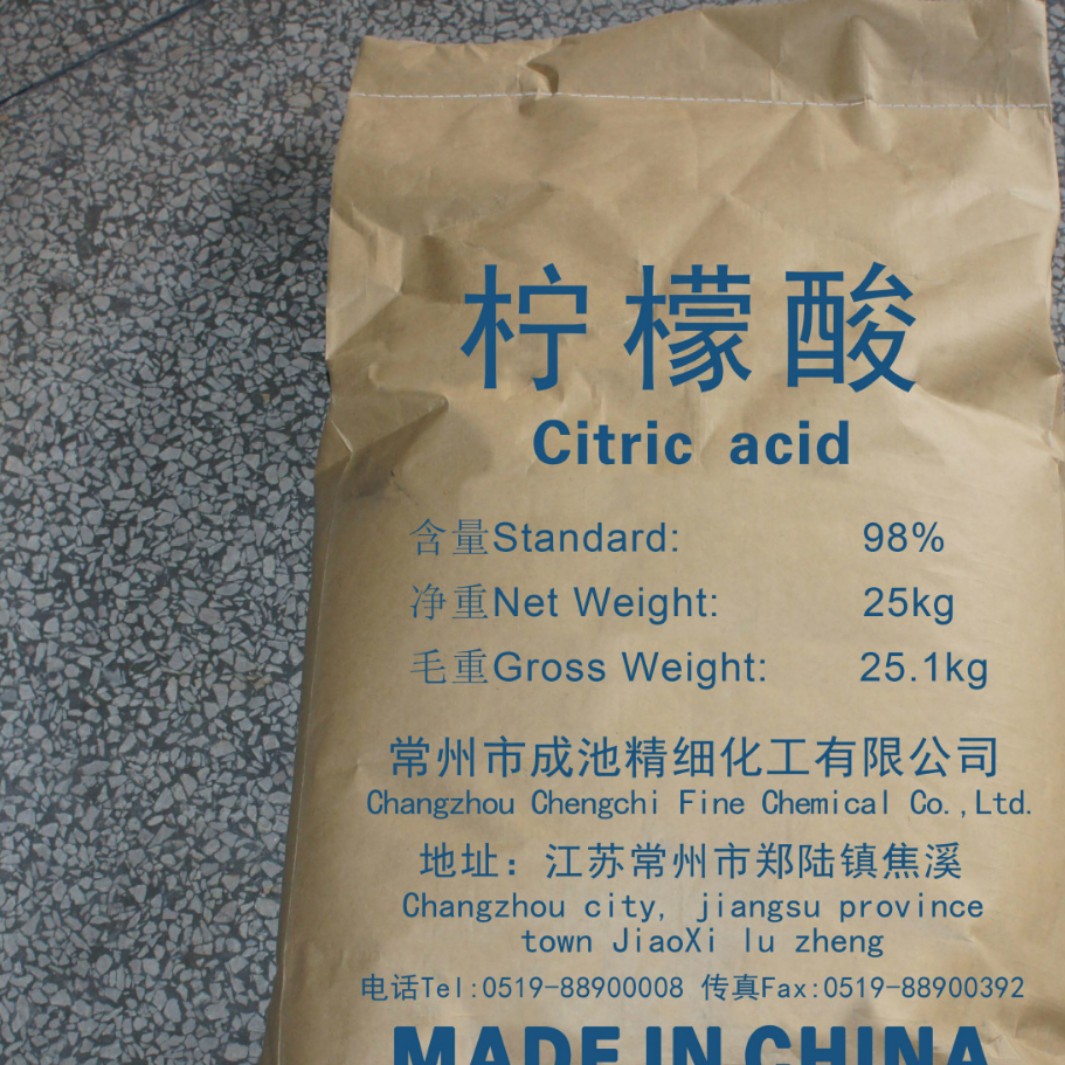 柠檬酸
Citric acid
含量Standard: 98%
净重Net Weight: 25kg
毛重Gross Weight: 25.1kg
常州市成池精细化工有限公司
Changzhou Chengchi Fine Chemical Co.,Ltd.
地址：江苏常州市郑陆镇焦溪
Changzhou city, jiangsu province
town JiaoXi lu zheng
电话Tel:0519-88900008 传真Fax:0519-88900392
MADE IN CHINA